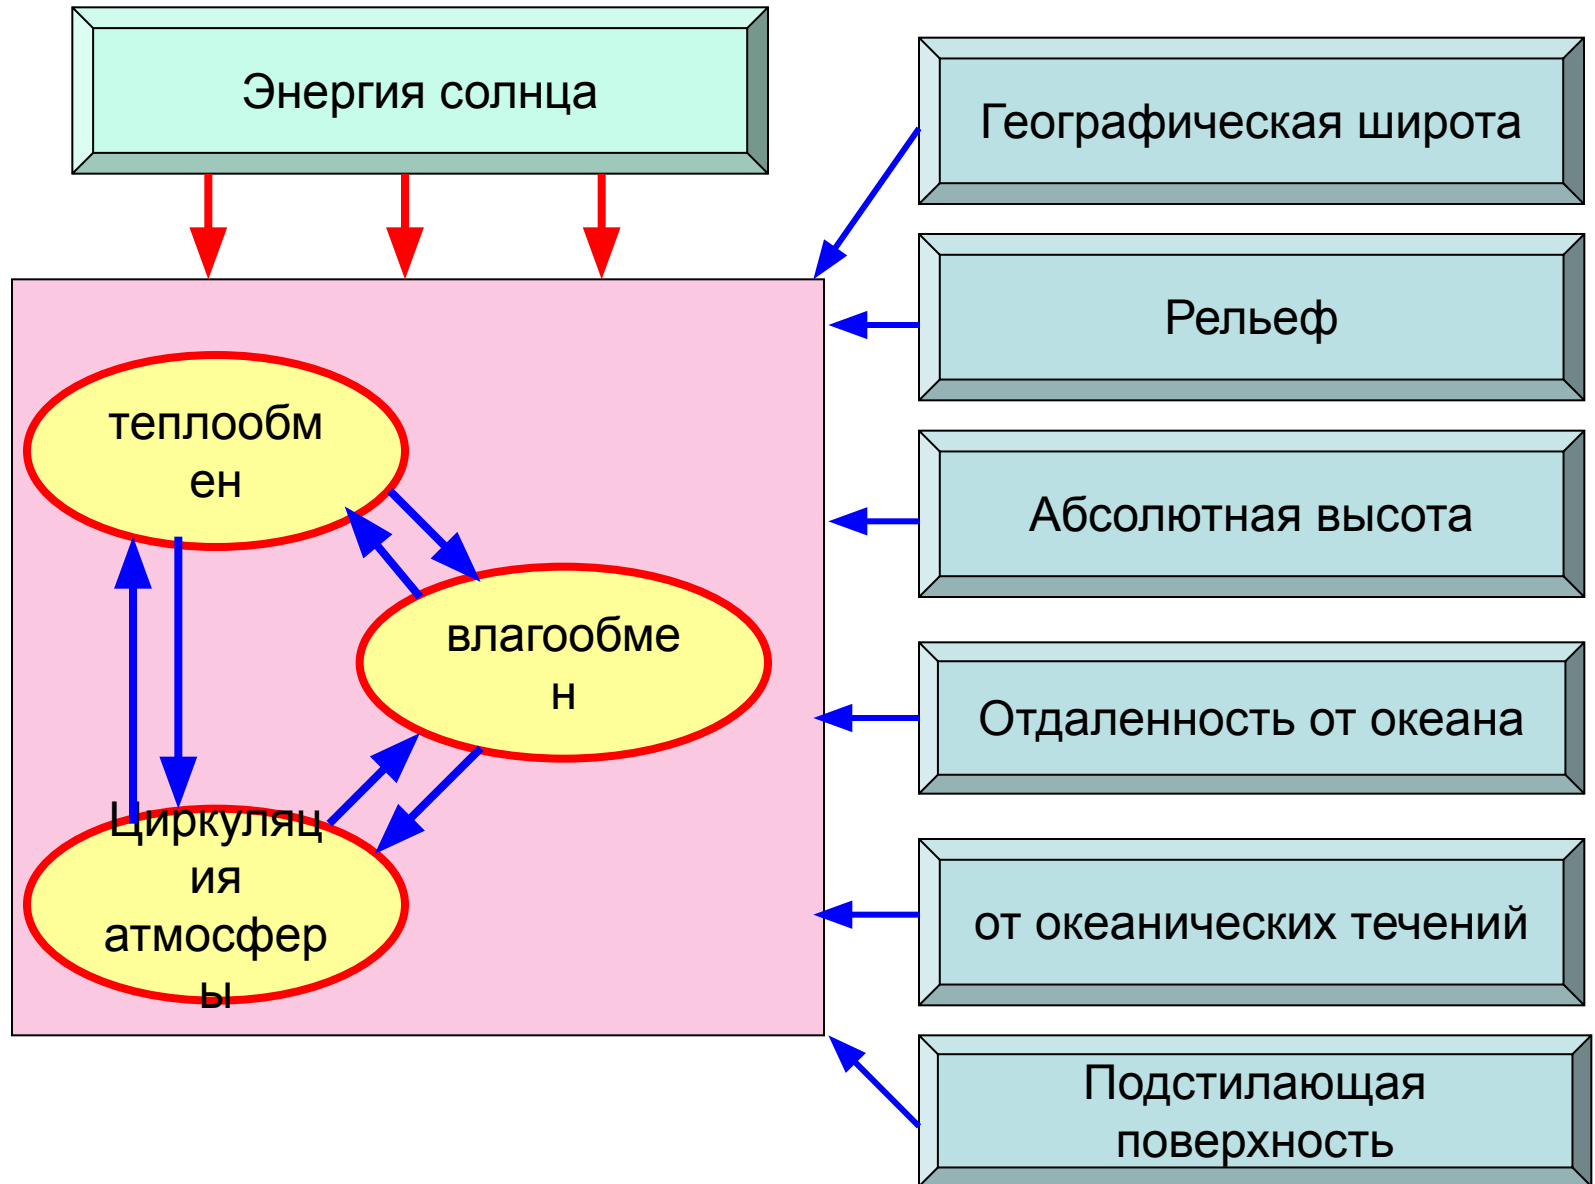 Энергия солнца
Географическая широта
Рельеф
теплообм
ен
Абсолютная высота
влагообме
н
Отдаленность от океана
Циркуляц
ия
атмосфер
ы
от океанических течений
Подстилающая
поверхность